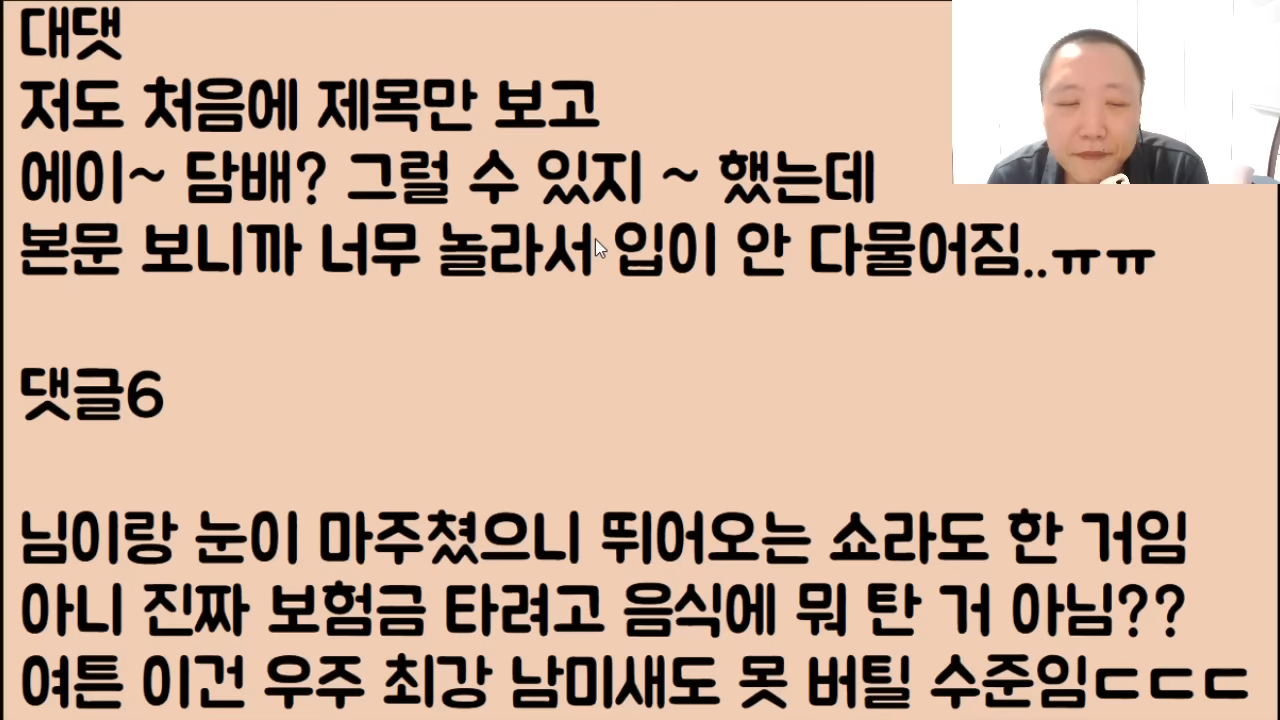 대댓
저도 처음에 제목만 보고
에이~ 담배? 그럴 수 있지 ~ 했는데
본문 보니까 너무 놀라서 입이 안 다물어짐..ㅠㅠ
댓글6
님이랑 눈이 마주쳤으니 뛰어오는 쇼라도 한 거임
아니 진짜 보험금 타려고 음식에 뭐 탄 거 아님??
여튼 이건 우주 최강 남미새도 못 버틸 수준임ㄷㄷㄷ